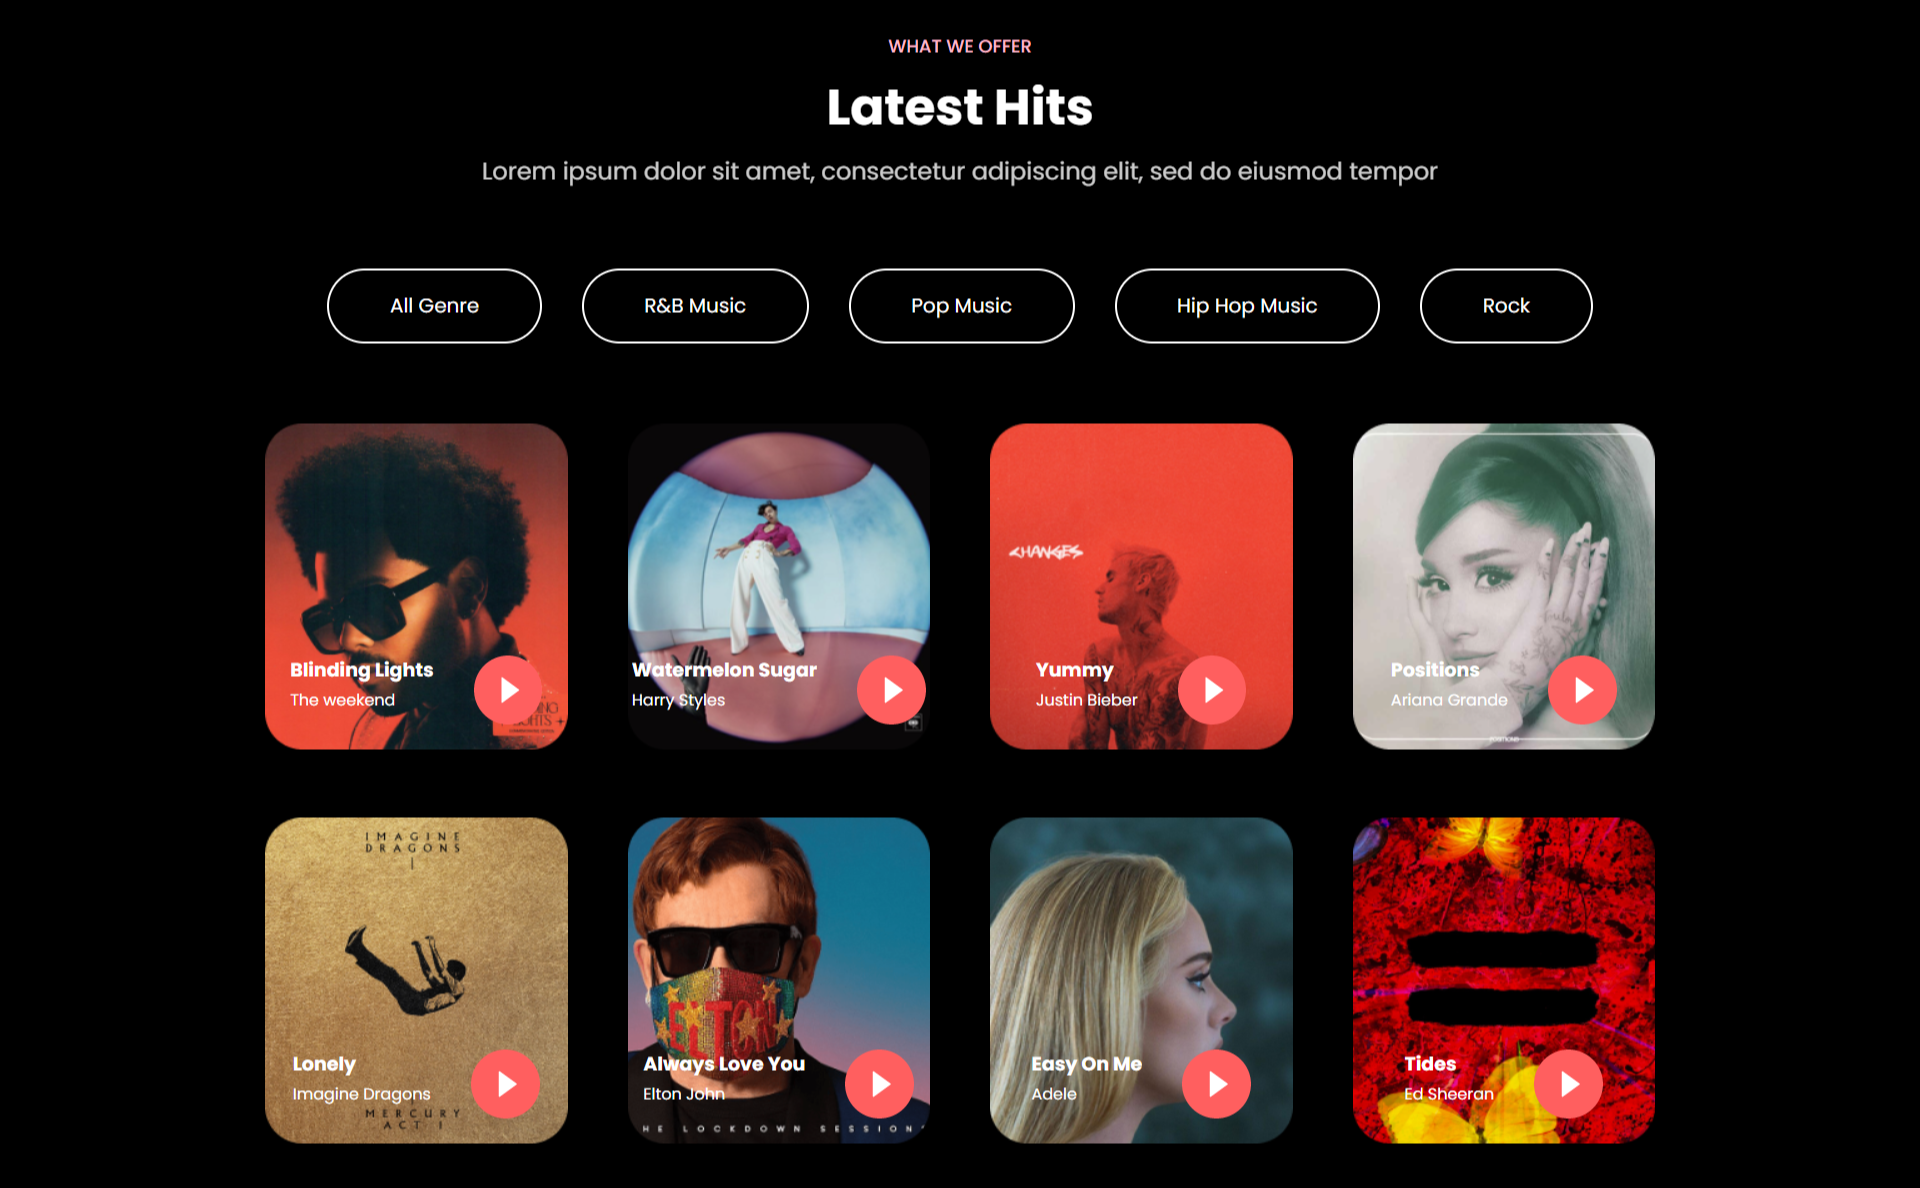 WHAT WE OFFER
Latest Hits
Lorem ipsum dolor sit amet, consectetur adipiscing elit, sed do eiusmod tempor
All Genre
R&B Music
Pop Music
Hip Hop Music
Rock
CHANGES
Blinding Lights
The weekend
Watermelon Sugar
Harry Styles
Yummy
Justin Bieber
Positions
Ariana Grande
IMAGINE
DRAGONS
Lonely
Imagine Dragons
MERCURY
ACT I
ELTON
Always Love You
Elton John
HE LOCKDOWN SESSIONS
Easy On Me
Adele
Tides
Ed Sheeran